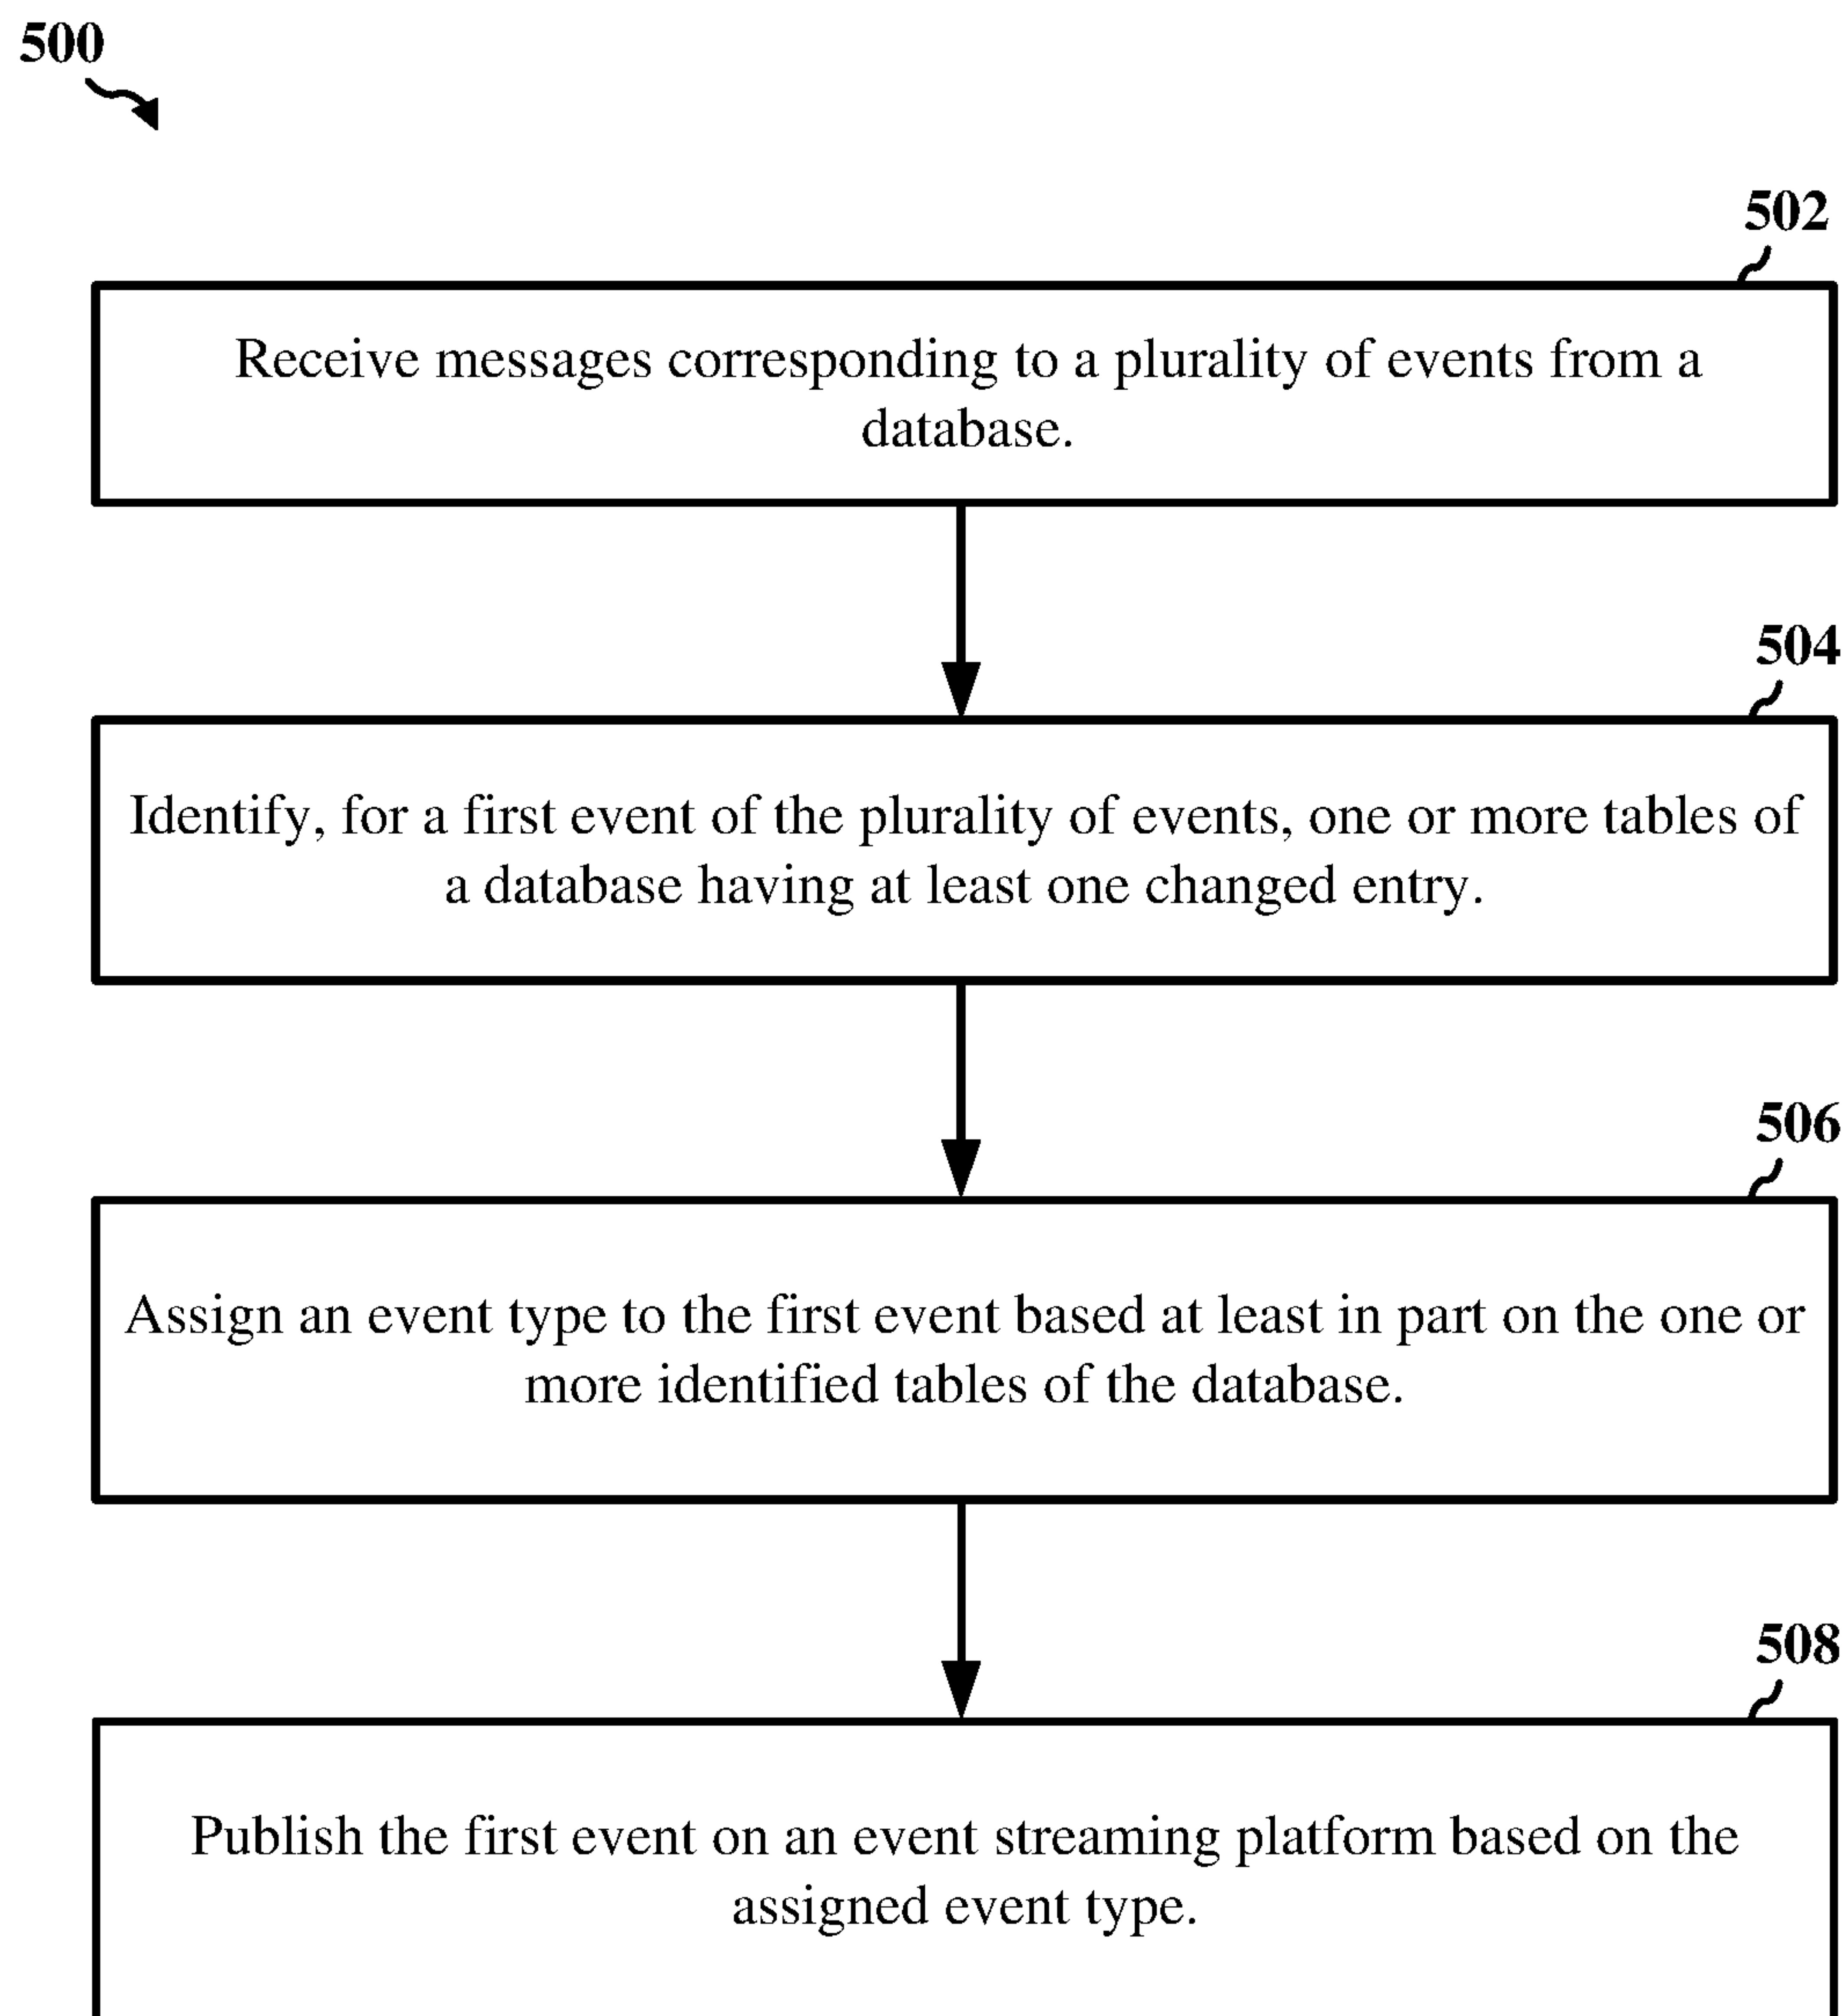 500
502
Receive messages corresponding to a plurality of events from a
database.
504
Identify, for a first event of the plurality of events, one or more tables of
a database having at least one changed entry.
506
Assign an event type to the first event based at least in part on the one or
more identified tables of the database.
508
Publish the first event on an event streaming platform based on the
assigned event type.